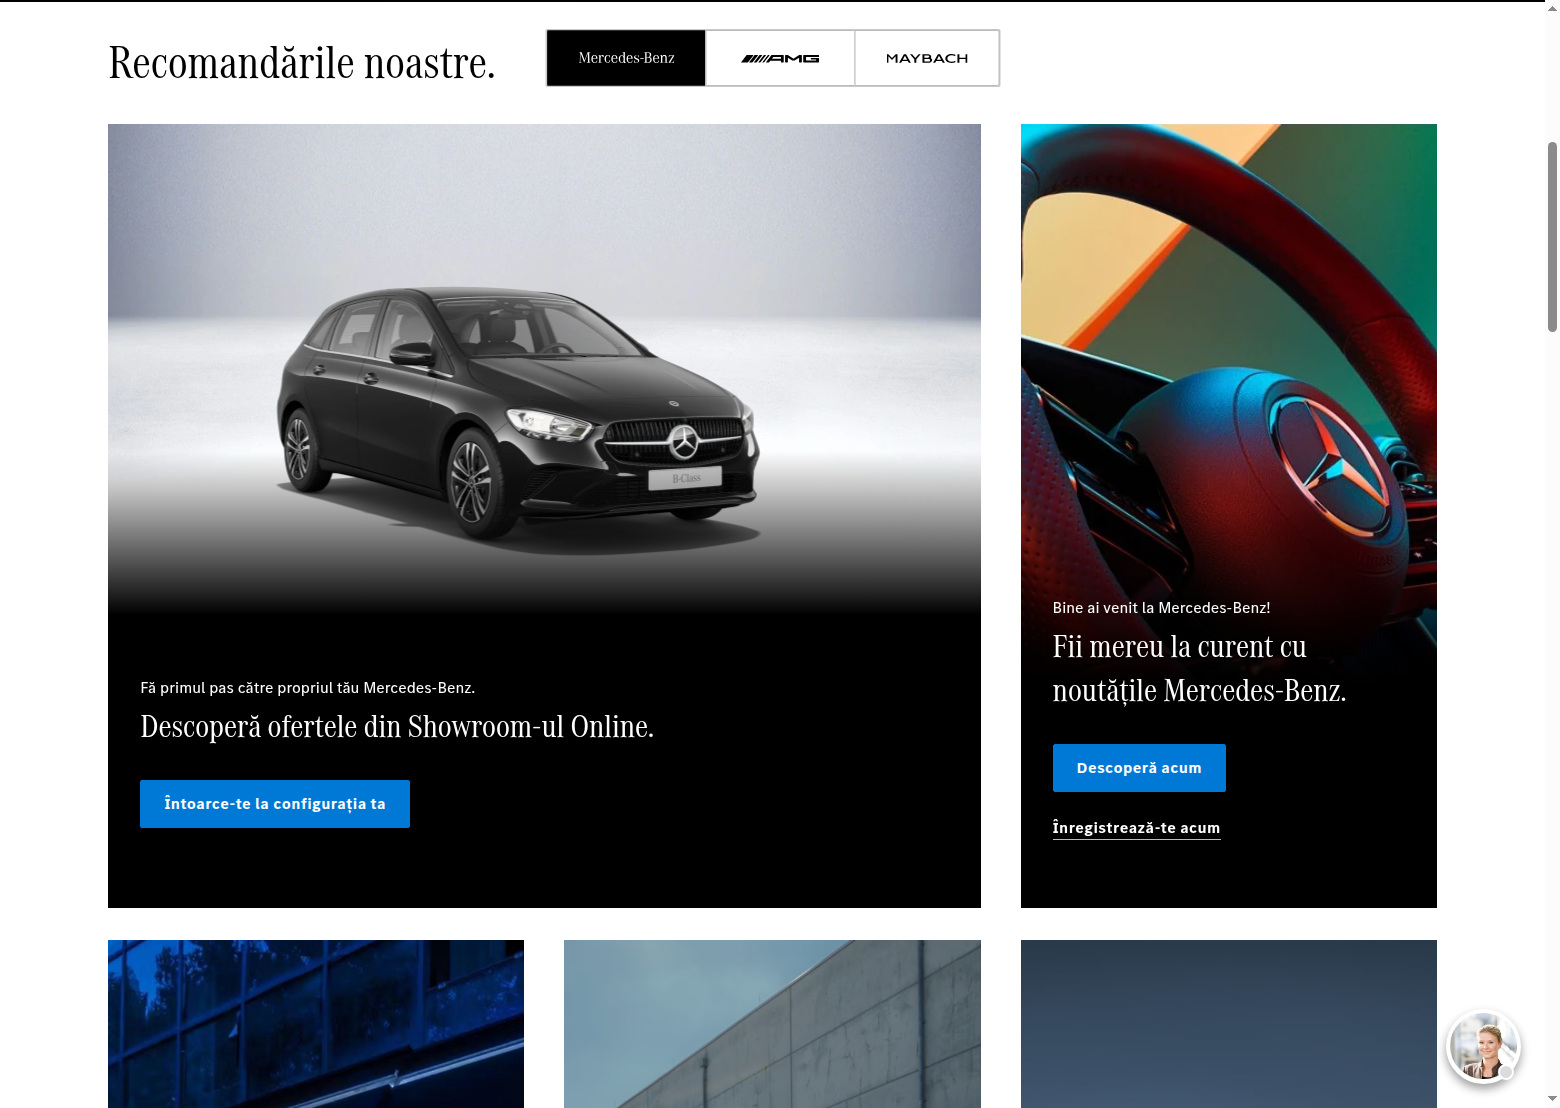 Recomandările noastre.
Mercedes-Benz
AMG
MAYBACH
B-Class
Fă primul pas către propriul tău Mercedes-Benz.
Descoperă ofertele din Showroom-ul Online.
Întoarce-te la configurația ta
Bine ai venit la Mercedes-Benz!
Fii mereu la curent cu
noutățile Mercedes-Benz.
Descoperă acum
Înregistrează-te acum